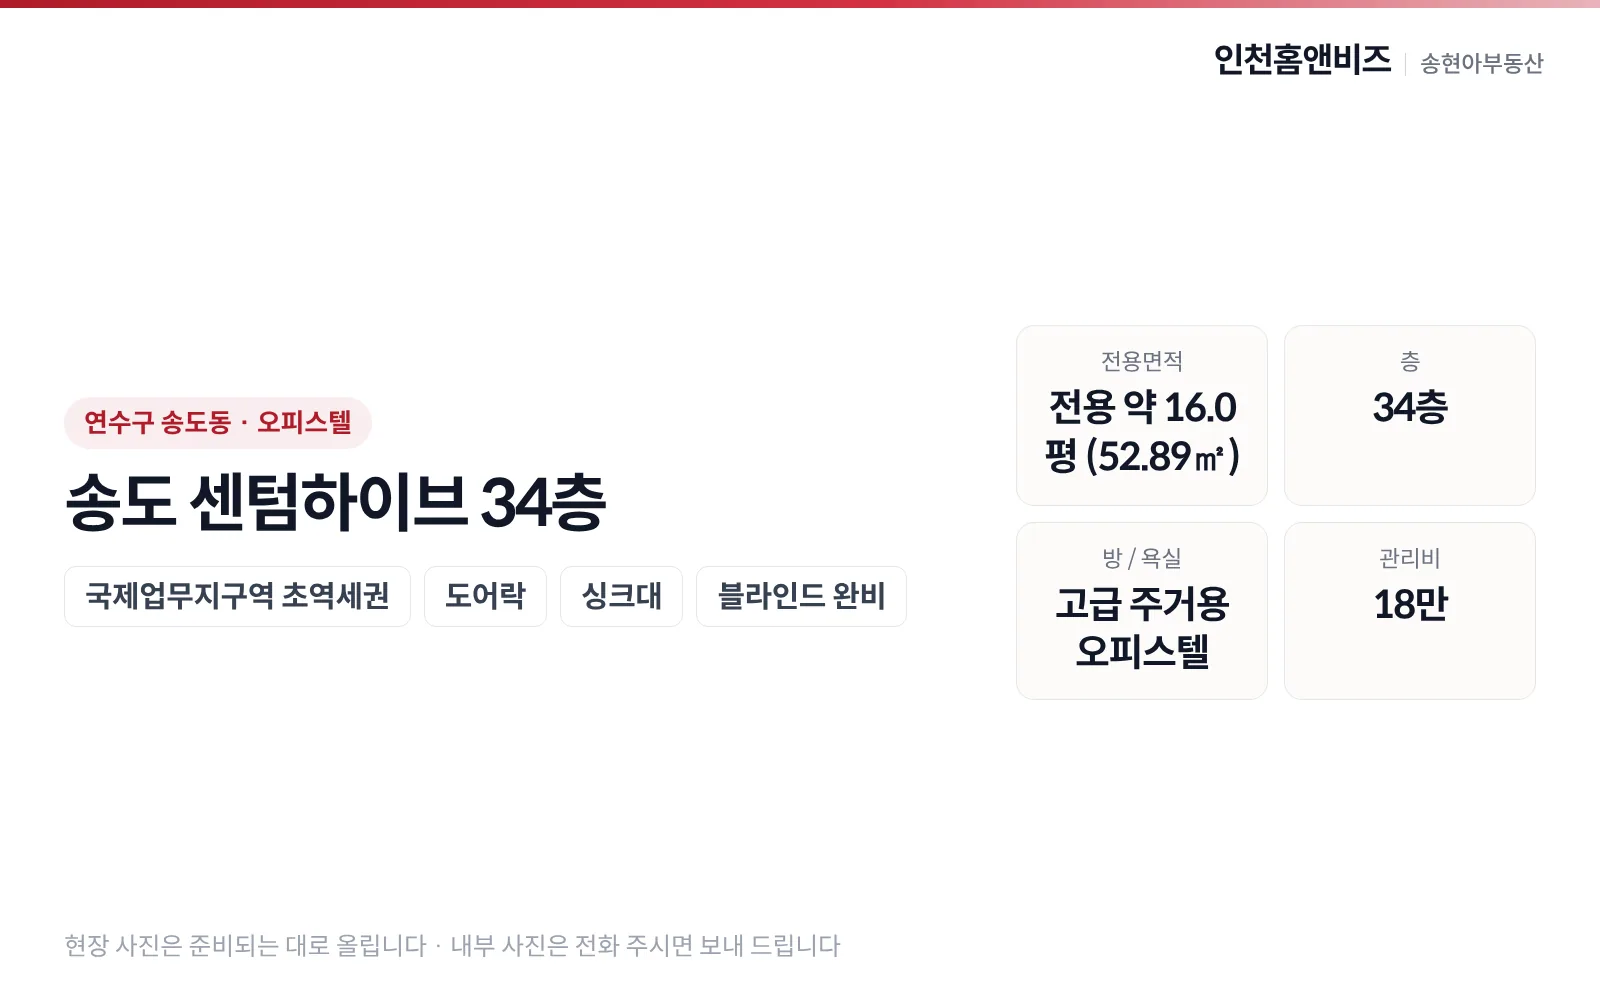 인천홈앤비즈 송현아부동산
연수구 송도동 · 오피스텔
송도 센텀하이브 34층
국제업무지구역 초역세권 도어락 싱크대 블라인드 완비
전용면적
전용 약 16.0
평 (52.89㎡)
층
34층
방 / 욕실
고급 주거용
오피스텔
관리비
18만
현장 사진은 준비되는 대로 올립니다 · 내부 사진은 전화 주시면 보내 드립니다